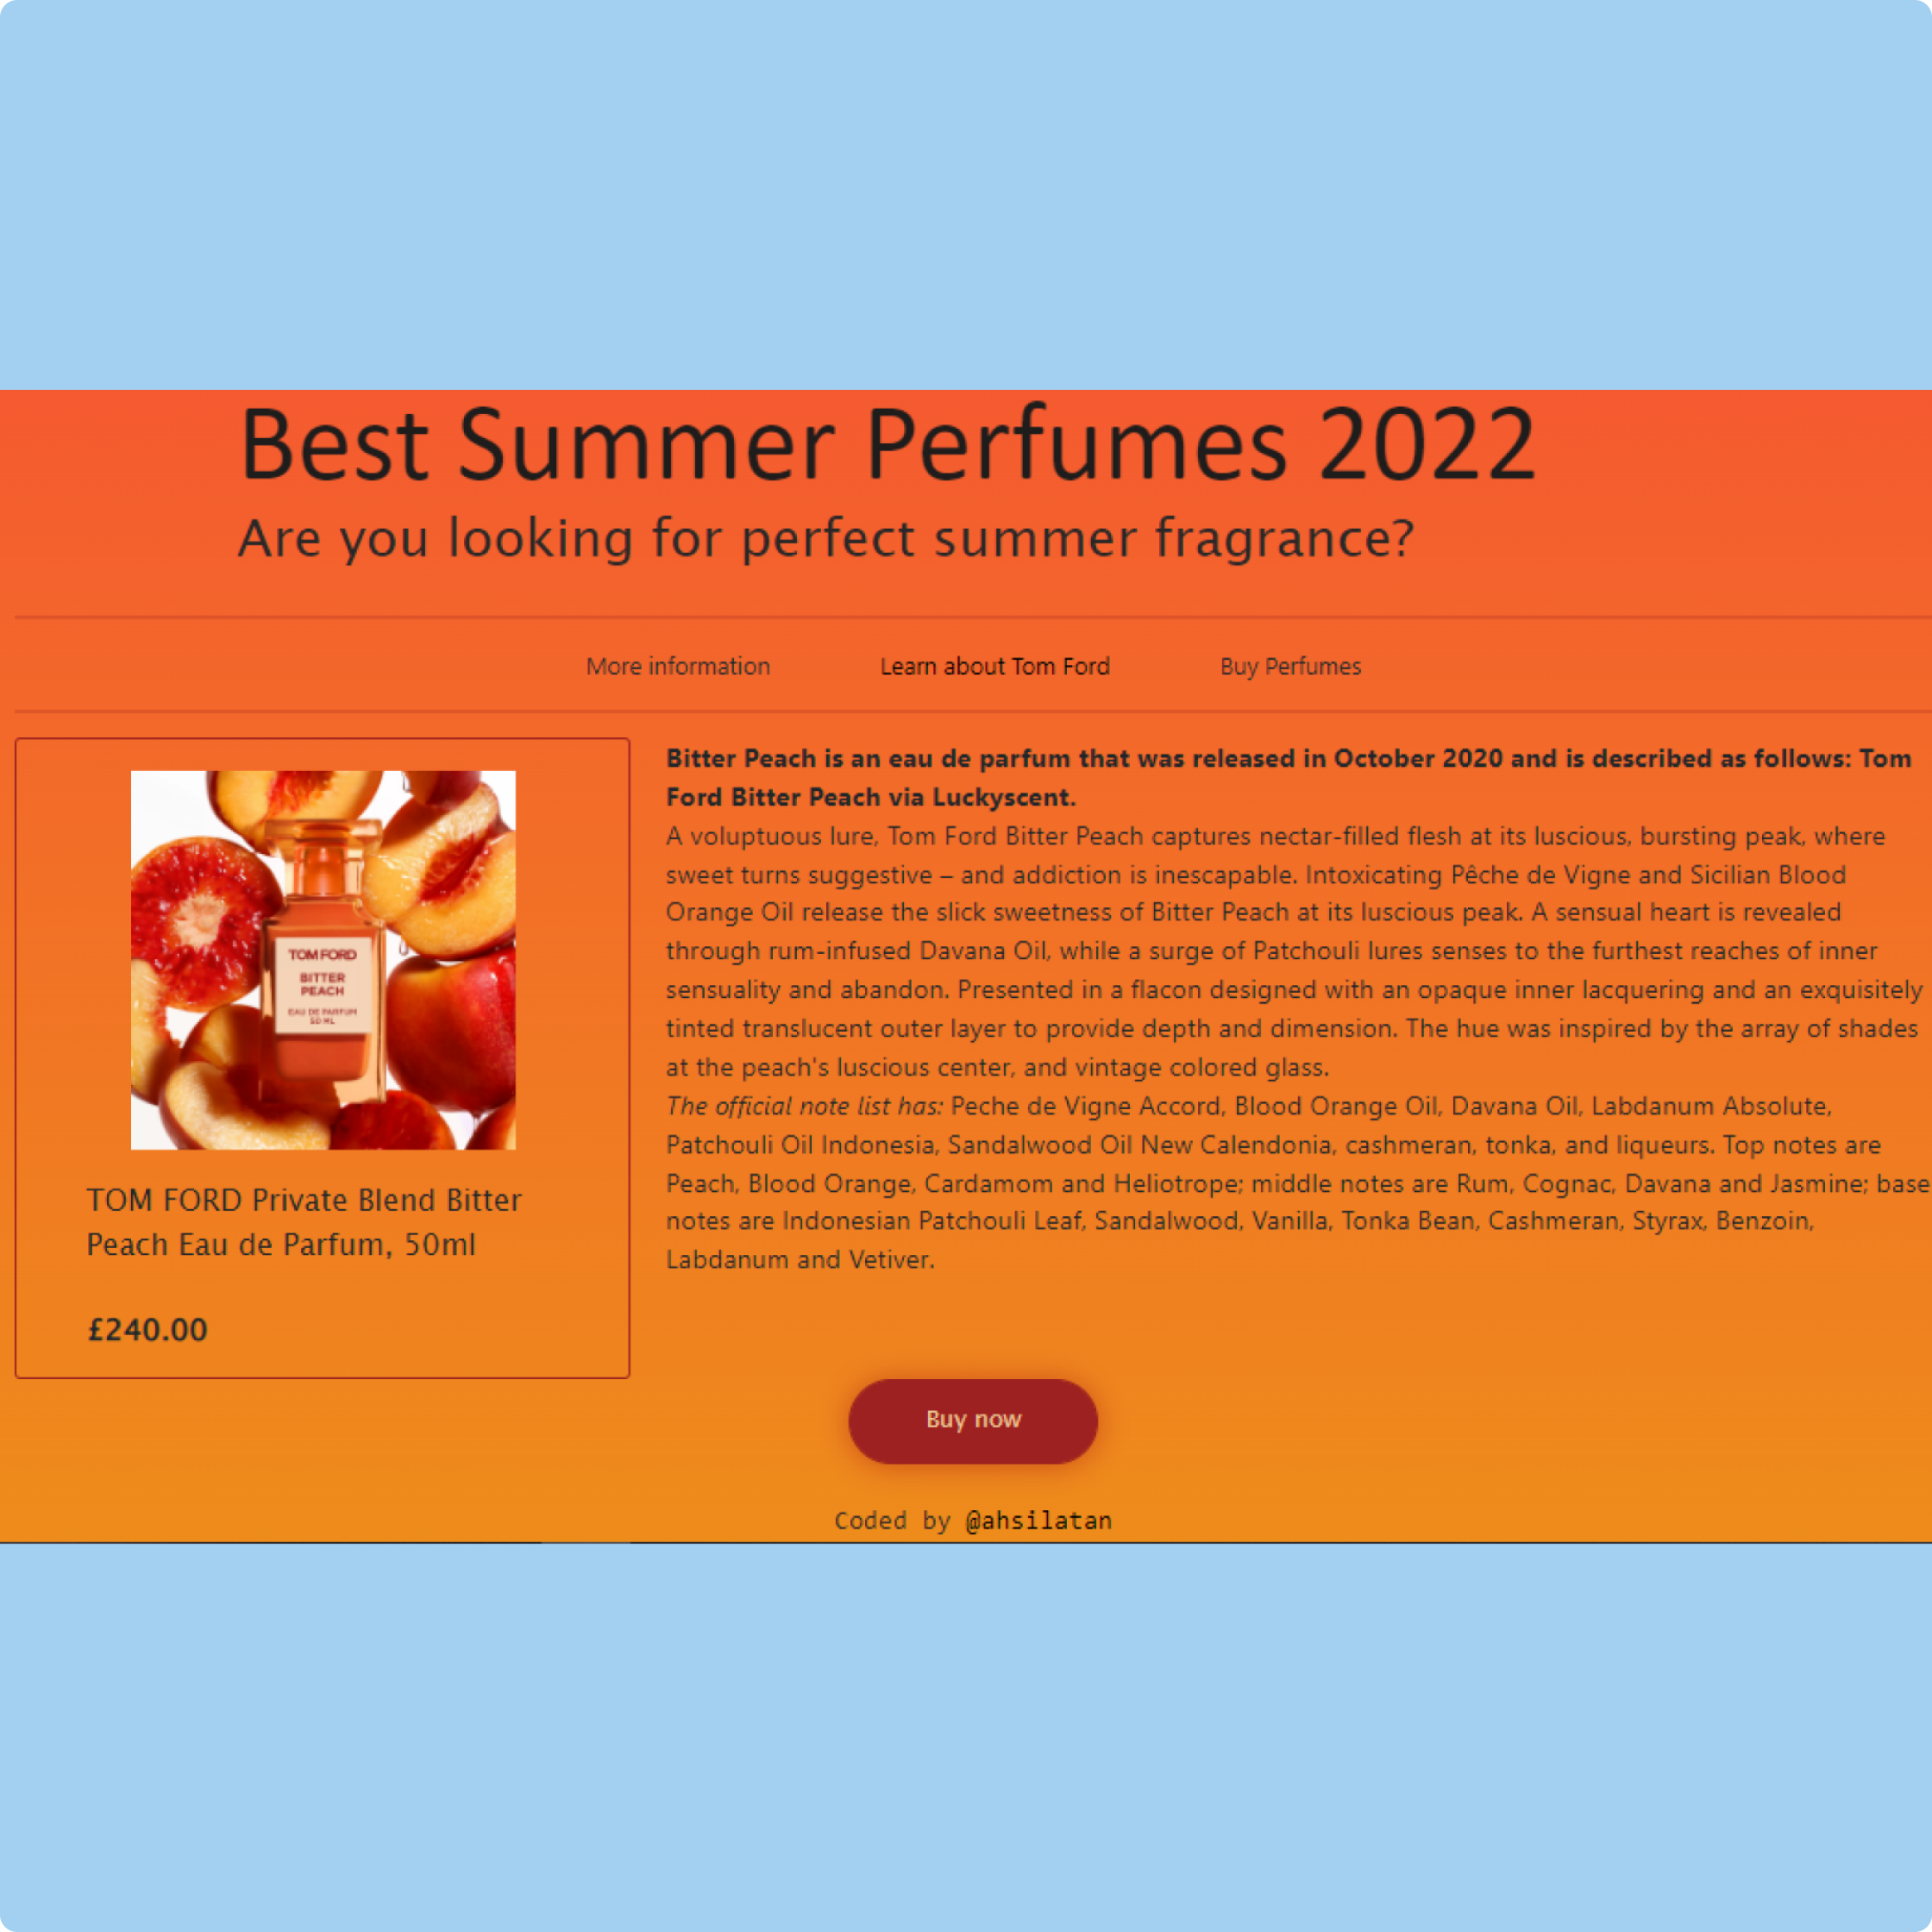 Best Summer Perfumes 2022
Are you looking for perfect summer fragrance?
More information Learn about Tom Ford Buy Perfumes
TOM FORD
BITTER
PEACH
EAU DE PARFUM
50 ML
TOM FORD Private Blend Bitter
Peach Eau de Parfum, 50ml
£240.00
Bitter Peach is an eau de parfum that was released in October 2020 and is described as follows: Tom
Ford Bitter Peach via Luckyscent.
A voluptuous lure, Tom Ford Bitter Peach captures nectar-filled flesh at its luscious, bursting peak, where
sweet turns suggestive – and addiction is inescapable. Intoxicating Pêche de Vigne and Sicilian Blood
Orange Oil release the slick sweetness of Bitter Peach at its luscious peak. A sensual heart is revealed
through rum-infused Davana Oil, while a surge of Patchouli lures senses to the furthest reaches of inner
sensuality and abandon. Presented in a flacon designed with an opaque inner lacquering and an exquisitely
tinted translucent outer layer to provide depth and dimension. The hue was inspired by the array of shades
at the peach's luscious center, and vintage colored glass.
The official note list has: Peche de Vigne Accord, Blood Orange Oil, Davana Oil, Labdanum Absolute,
Patchouli Oil Indonesia, Sandalwood Oil New Calendonia, cashmeran, tonka, and liqueurs. Top notes are
Peach, Blood Orange, Cardamom and Heliotrope; middle notes are Rum, Cognac, Davana and Jasmine; base
notes are Indonesian Patchouli Leaf, Sandalwood, Vanilla, Tonka Bean, Cashmeran, Styrax, Benzoin,
Labdanum and Vetiver.
Buy now
Coded by @ahsilatan